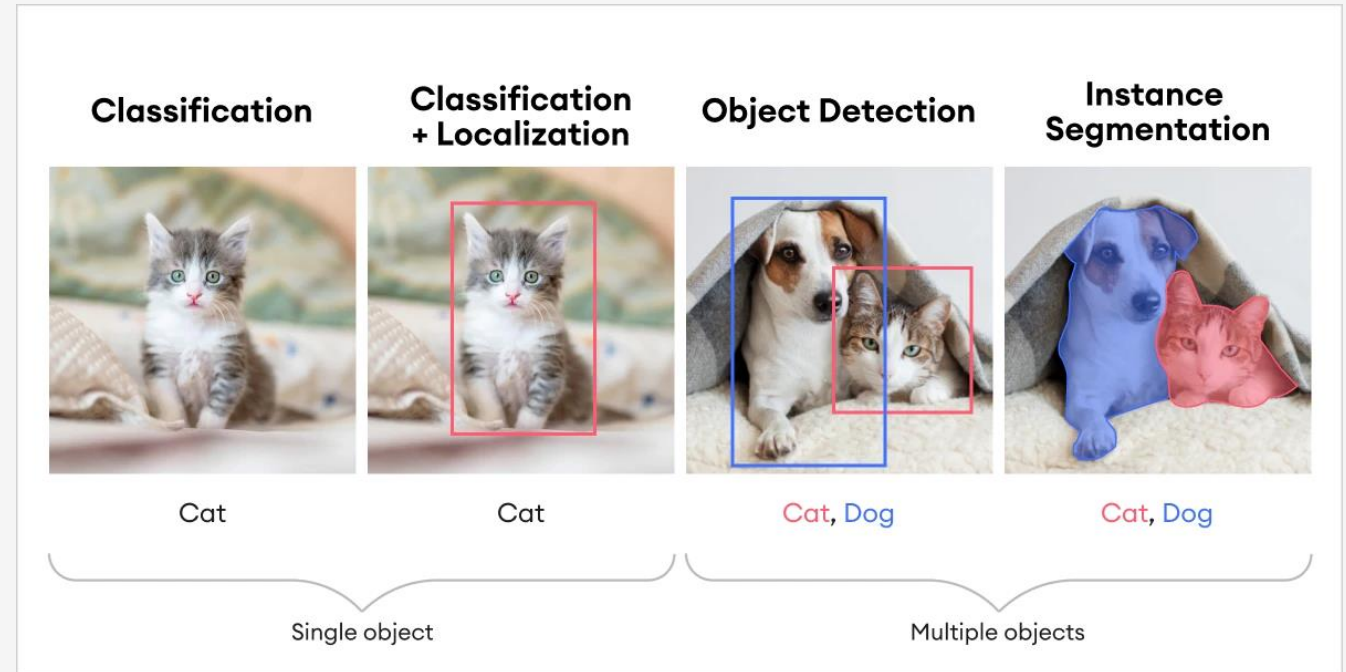 Classification
Classification
+ Localization
Object Detection
Instance
Segmentation
Cat
Cat
Cat, Dog
Cat, Dog
Single object
Multiple objects